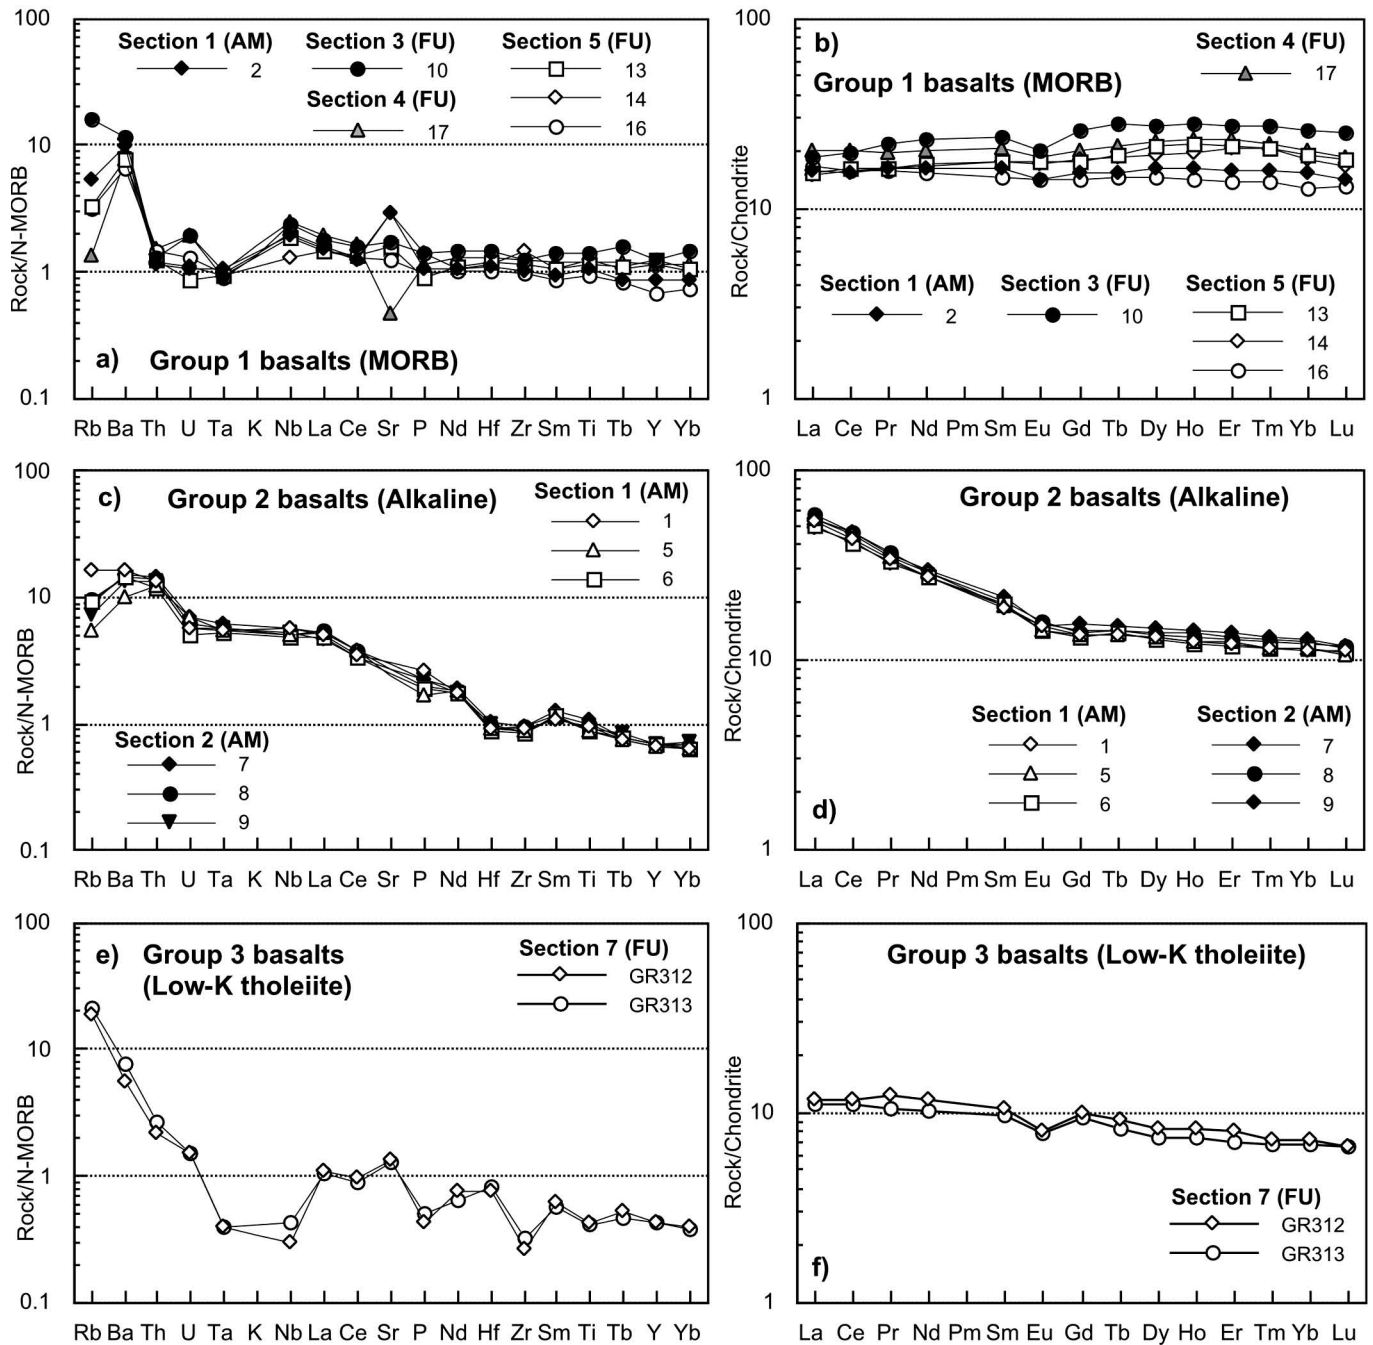 100
10
1
0.1
Rock/N-MORB
Section 1 (AM)
2
Section 3 (FU)
10
Section 4 (FU)
17
Section 5 (FU)
13
14
16
a) Group 1 basalts (MORB)
Rb Ba Th U Ta K Nb La Ce Sr P Nd Hf Zr Sm Ti Tb Y Yb
100
10
1
Rock/Chondrite
b)
Group 1 basalts (MORB)
Section 4 (FU)
17
Section 1 (AM)
2
Section 3 (FU)
10
Section 5 (FU)
13
14
16
La Ce Pr Nd Pm Sm Eu Gd Tb Dy Ho Er Tm Yb Lu
100
10
1
0.1
Rock/N-MORB
c) Group 2 basalts (Alkaline)
Section 1 (AM)
1
5
6
Section 2 (AM)
7
8
9
Rb Ba Th U Ta K Nb La Ce Sr P Nd Hf Zr Sm Ti Tb Y Yb
100
10
1
Rock/Chondrite
Group 2 basalts (Alkaline)
Section 1 (AM)
1
5
6
Section 2 (AM)
7
8
9
d)
La Ce Pr Nd Pm Sm Eu Gd Tb Dy Ho Er Tm Yb Lu
100
10
1
0.1
Rock/N-MORB
e) Group 3 basalts
(Low-K tholeiite)
Section 7 (FU)
GR312
GR313
Rb Ba Th U Ta K Nb La Ce Sr P Nd Hf Zr Sm Ti Tb Y Yb
100
10
1
Rock/Chondrite
Group 3 basalts (Low-K tholeiite)
Section 7 (FU)
GR312
GR313
f)
La Ce Pr Nd Pm Sm Eu Gd Tb Dy Ho Er Tm Yb Lu